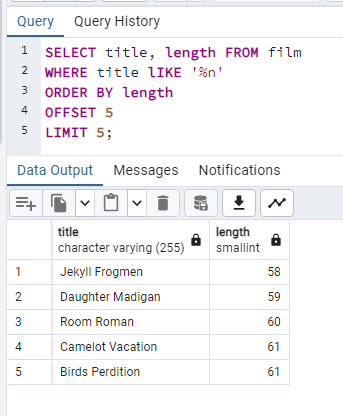 Query Query History
1 SELECT title, length FROM film
2 WHERE title lIKE '%n'
3 ORDER BY length
4 OFFSET 5
5 LIMIT 5;
Data Output Messages Notifications
title length
character varying (255) smallint
1 Jekyll Frogmen 58
2 Daughter Madigan 59
3 Room Roman 60
4 Camelot Vacation 61
5 Birds Perdition 61